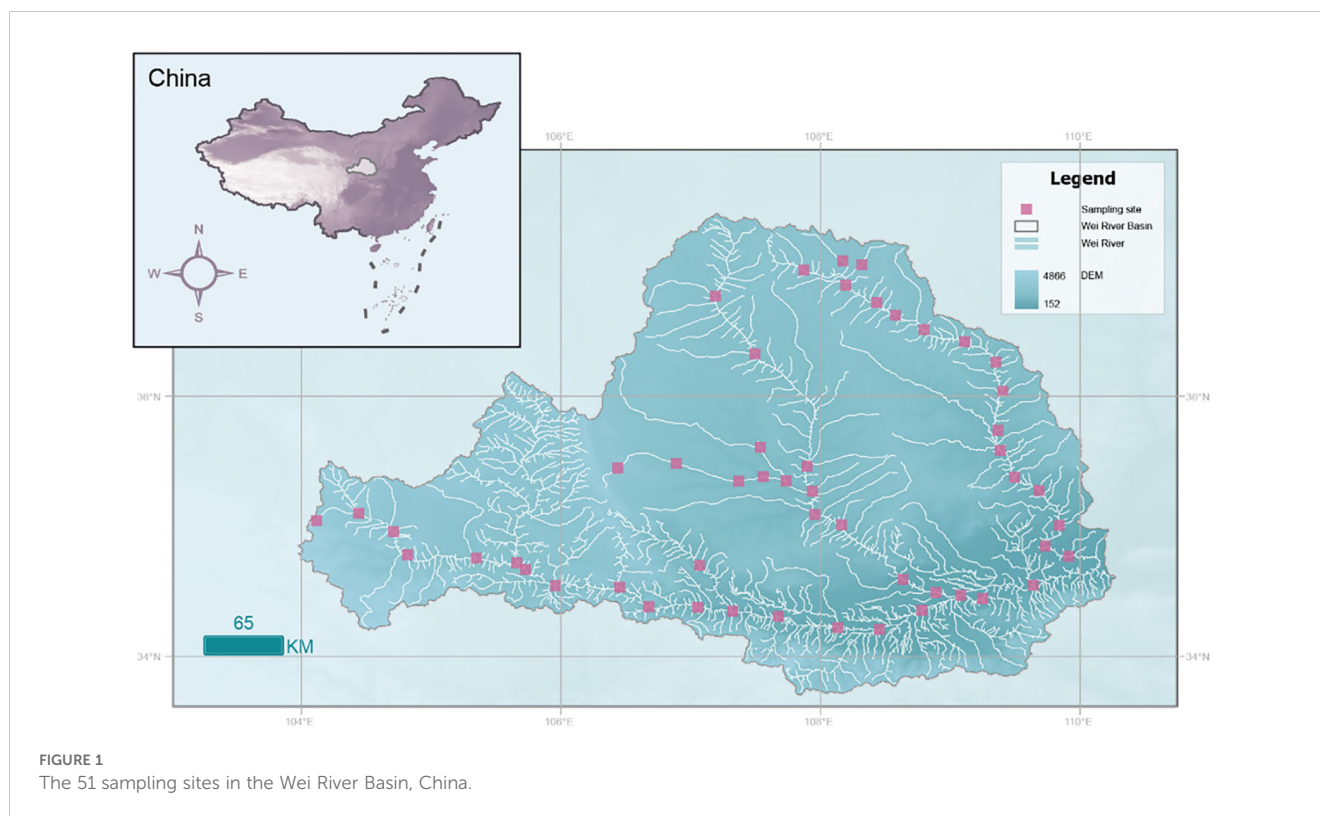 China
N
W E
S
106°E 108°E 110°E
Legend
Sampling site
Wei River Basin
Wei River
4866 DEM
152
36°N 36°N
65
KM
34°N 34°N
104°E 106°E 108°E 110°E
FIGURE 1
The 51 sampling sites in the Wei River Basin, China.